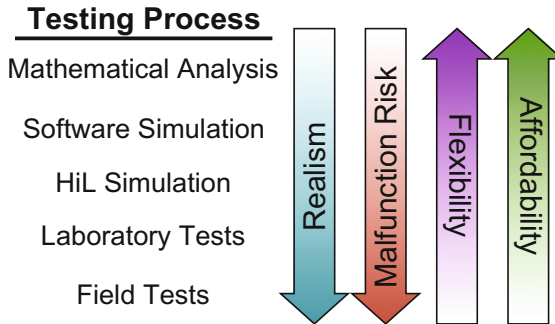 Testing Process
Mathematical Analysis
Software Simulation
HiL Simulation
Laboratory Tests
Field Tests
Realism
Malfunction Risk
Flexibility
Affordability